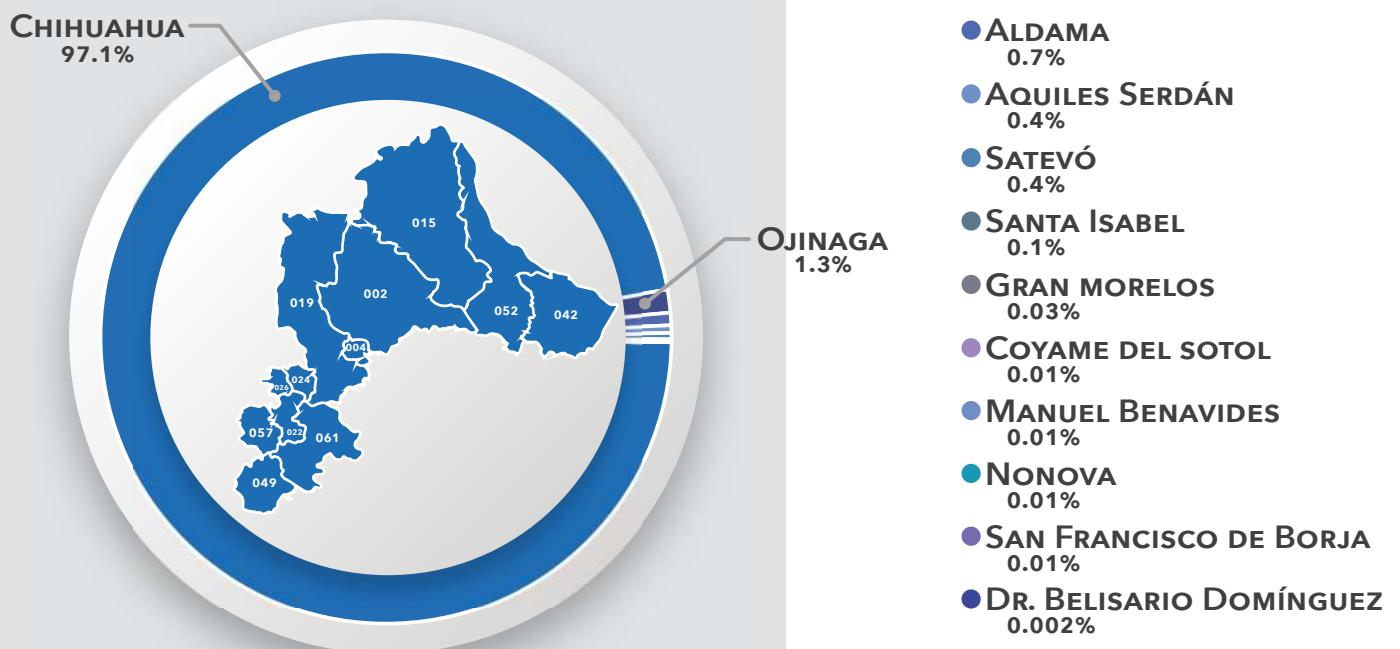 CHIHUAHUA
97.1%
OJINAGA
1.3%
015
002
019
052
042
004
024
026
057
022
061
049
ALDAMA
0.7%
AQUILES SERDÁN
0.4%
SATEVÓ
0.4%
SANTA ISABEL
0.1%
GRAN MORELOS
0.03%
COYAME DEL SOTOL
0.01%
MANUEL BENAVIDES
0.01%
NONOVA
0.01%
SAN FRANCISCO DE BORJA
0.01%
DR. BELISARIO DOMÍNGUEZ
0.002%